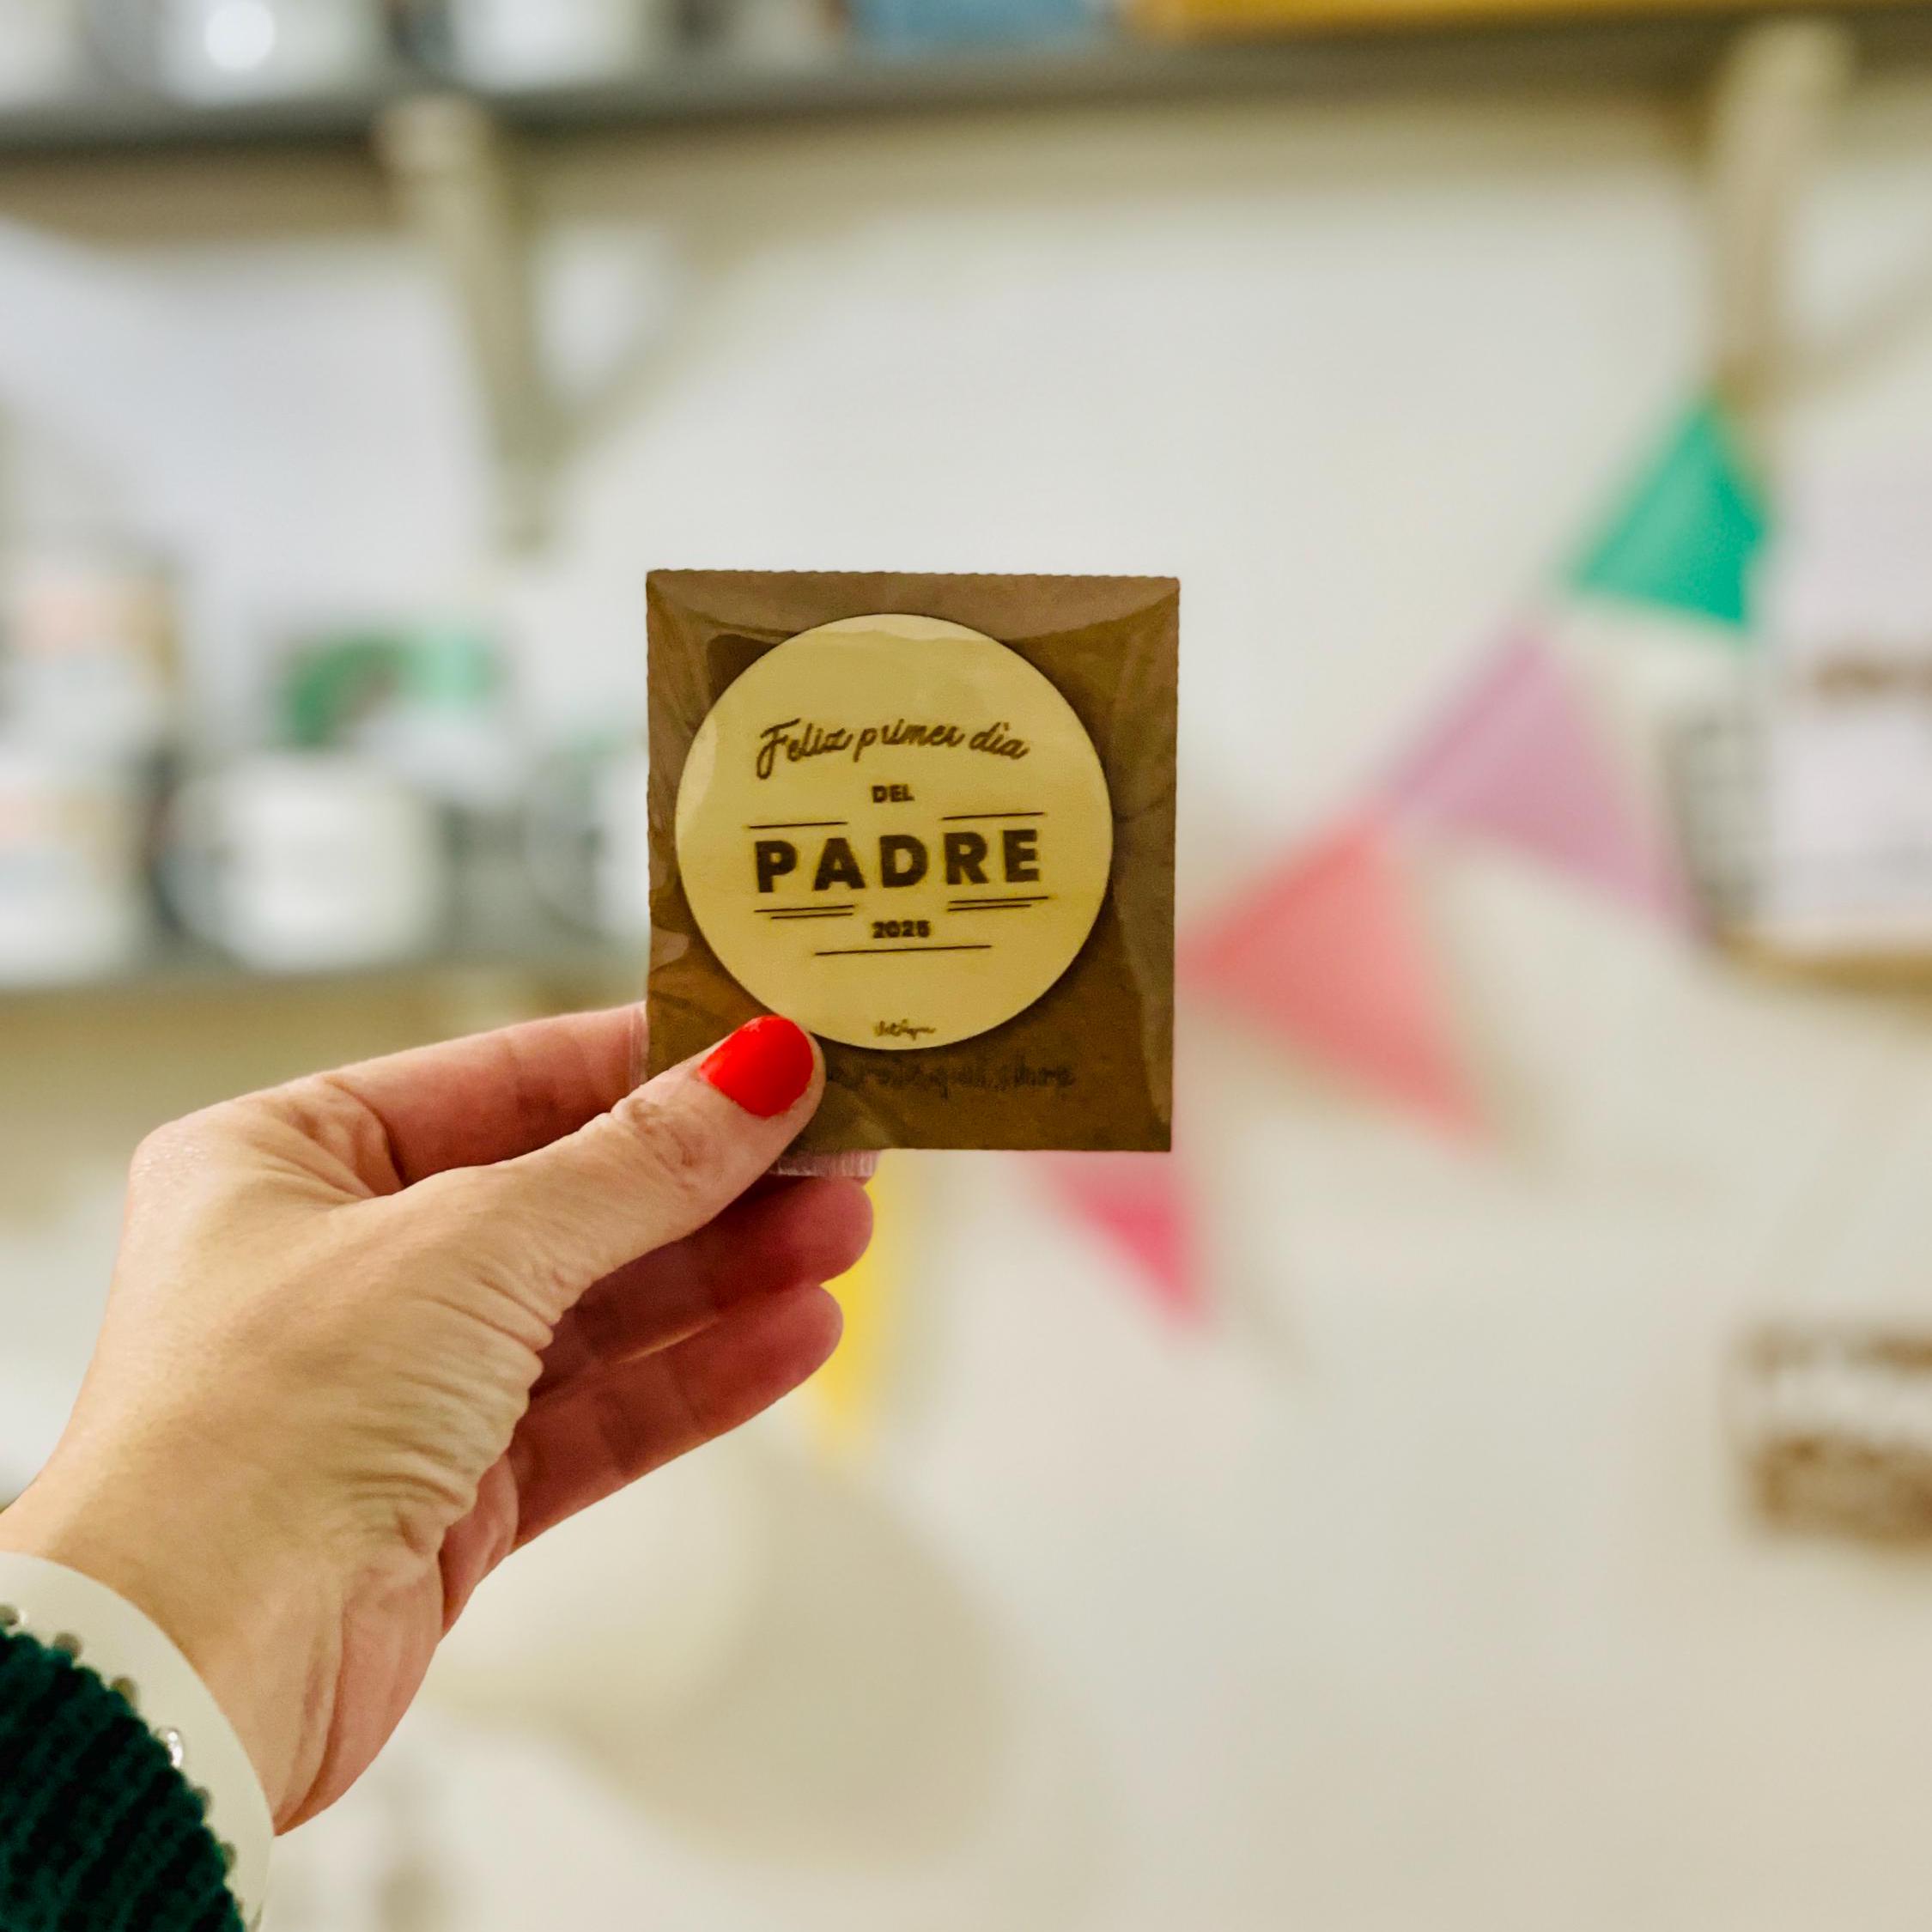 Feliz primer día
DEL
PADRE
2025